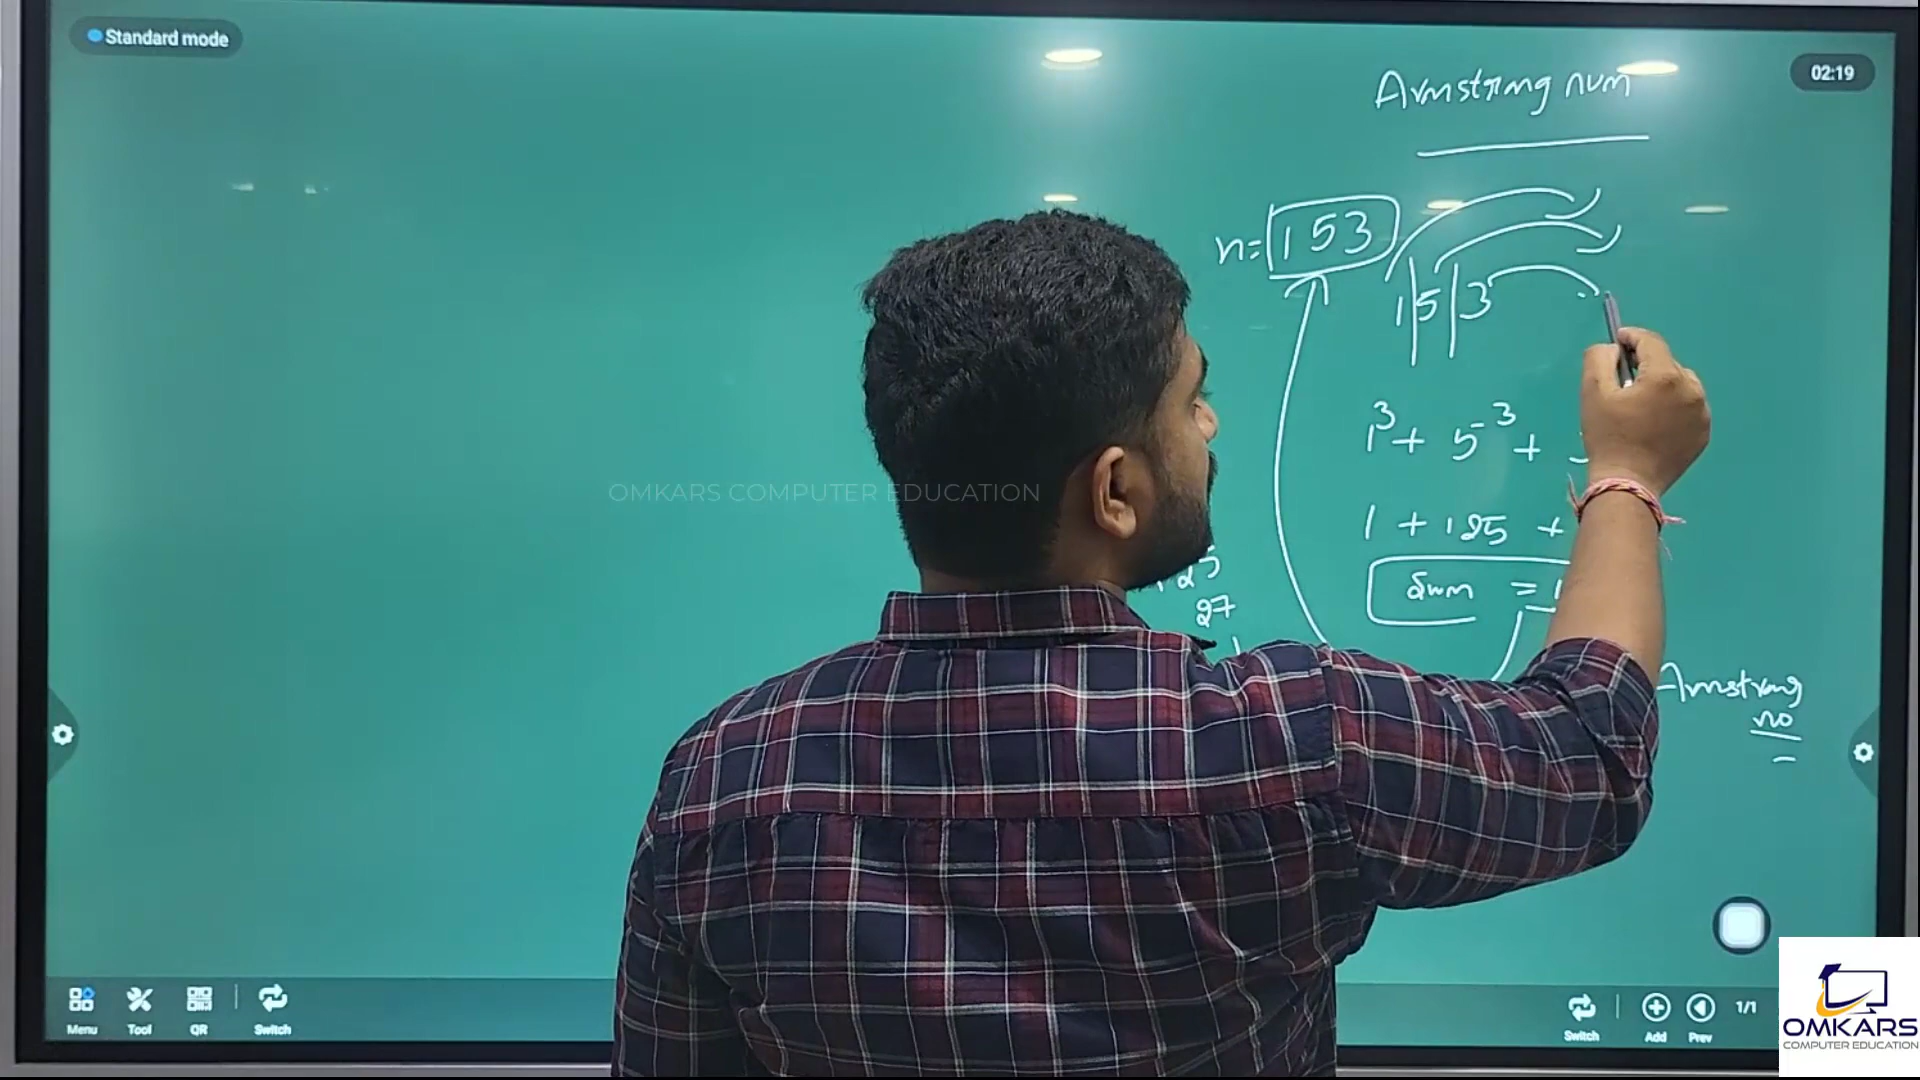 Standard mode
02:19
Armstrong num
n= 153
1 5 3
1³ + 5³ +
1 + 125 +
Sum =
27
Armstrong
no
OMKARS COMPUTER EDUCATION
Menu Tool QR Switch
Switch Add Prev 1/1
OMKARS
COMPUTER EDUCATION